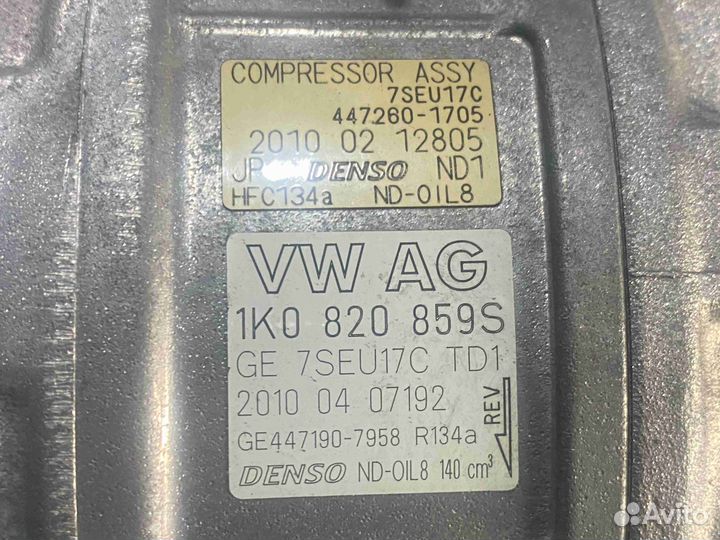 COMPRESSOR ASSY
7SEU17C
447260-1705
2010 02 12805
JP DENSO ND1
HFC134a ND-OIL8
VW AG
1K0 820 859S
GE 7SEU17C TD1
2010 04 07192
REV
GE447190-7958 R134a
DENSO ND-OIL8 140 cm³
Avito